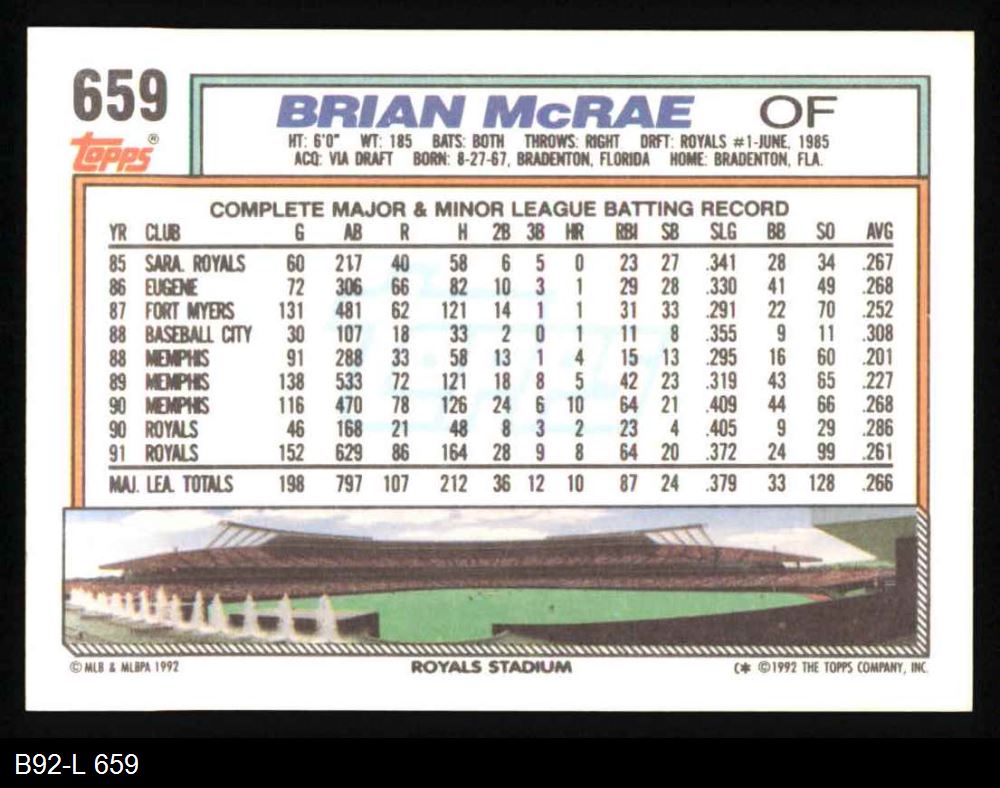 659
Topps®
BRIAN McRAE OF
HT: 6'0" WT: 185 BATS: BOTH THROWS: RIGHT DRFT: ROYALS #1-JUNE, 1985
ACQ: VIA DRAFT BORN: 8-27-67, BRADENTON, FLORIDA HOME: BRADENTON, FLA.
COMPLETE MAJOR & MINOR LEAGUE BATTING RECORD
YR CLUB G AB R H 2B 3B HR RBI SB SLG BB SO AVG
85 SARA. ROYALS 60 217 40 58 6 5 0 23 27 .341 28 34 .267
86 EUGENE 72 306 66 82 10 3 1 29 28 .330 41 49 .268
87 FORT MYERS 131 481 62 121 14 1 1 31 33 .291 22 70 .252
88 BASEBALL CITY 30 107 18 33 2 0 1 11 8 .355 9 11 .308
88 MEMPHIS 91 288 33 58 13 1 4 15 13 .295 16 60 .201
89 MEMPHIS 138 533 72 121 18 8 5 42 23 .319 43 65 .227
90 MEMPHIS 116 470 78 126 24 6 10 64 21 .409 44 66 .268
90 ROYALS 46 168 21 48 8 3 2 23 4 .405 9 29 .286
91 ROYALS 152 629 86 164 28 9 8 64 20 .372 24 99 .261
MAJ. LEA. TOTALS 198 797 107 212 36 12 10 87 24 .379 33 128 .266
Topps
© MLB & MLBPA 1992 ROYALS STADIUM C* ©1992 THE TOPPS COMPANY, INC.
B92-L 659